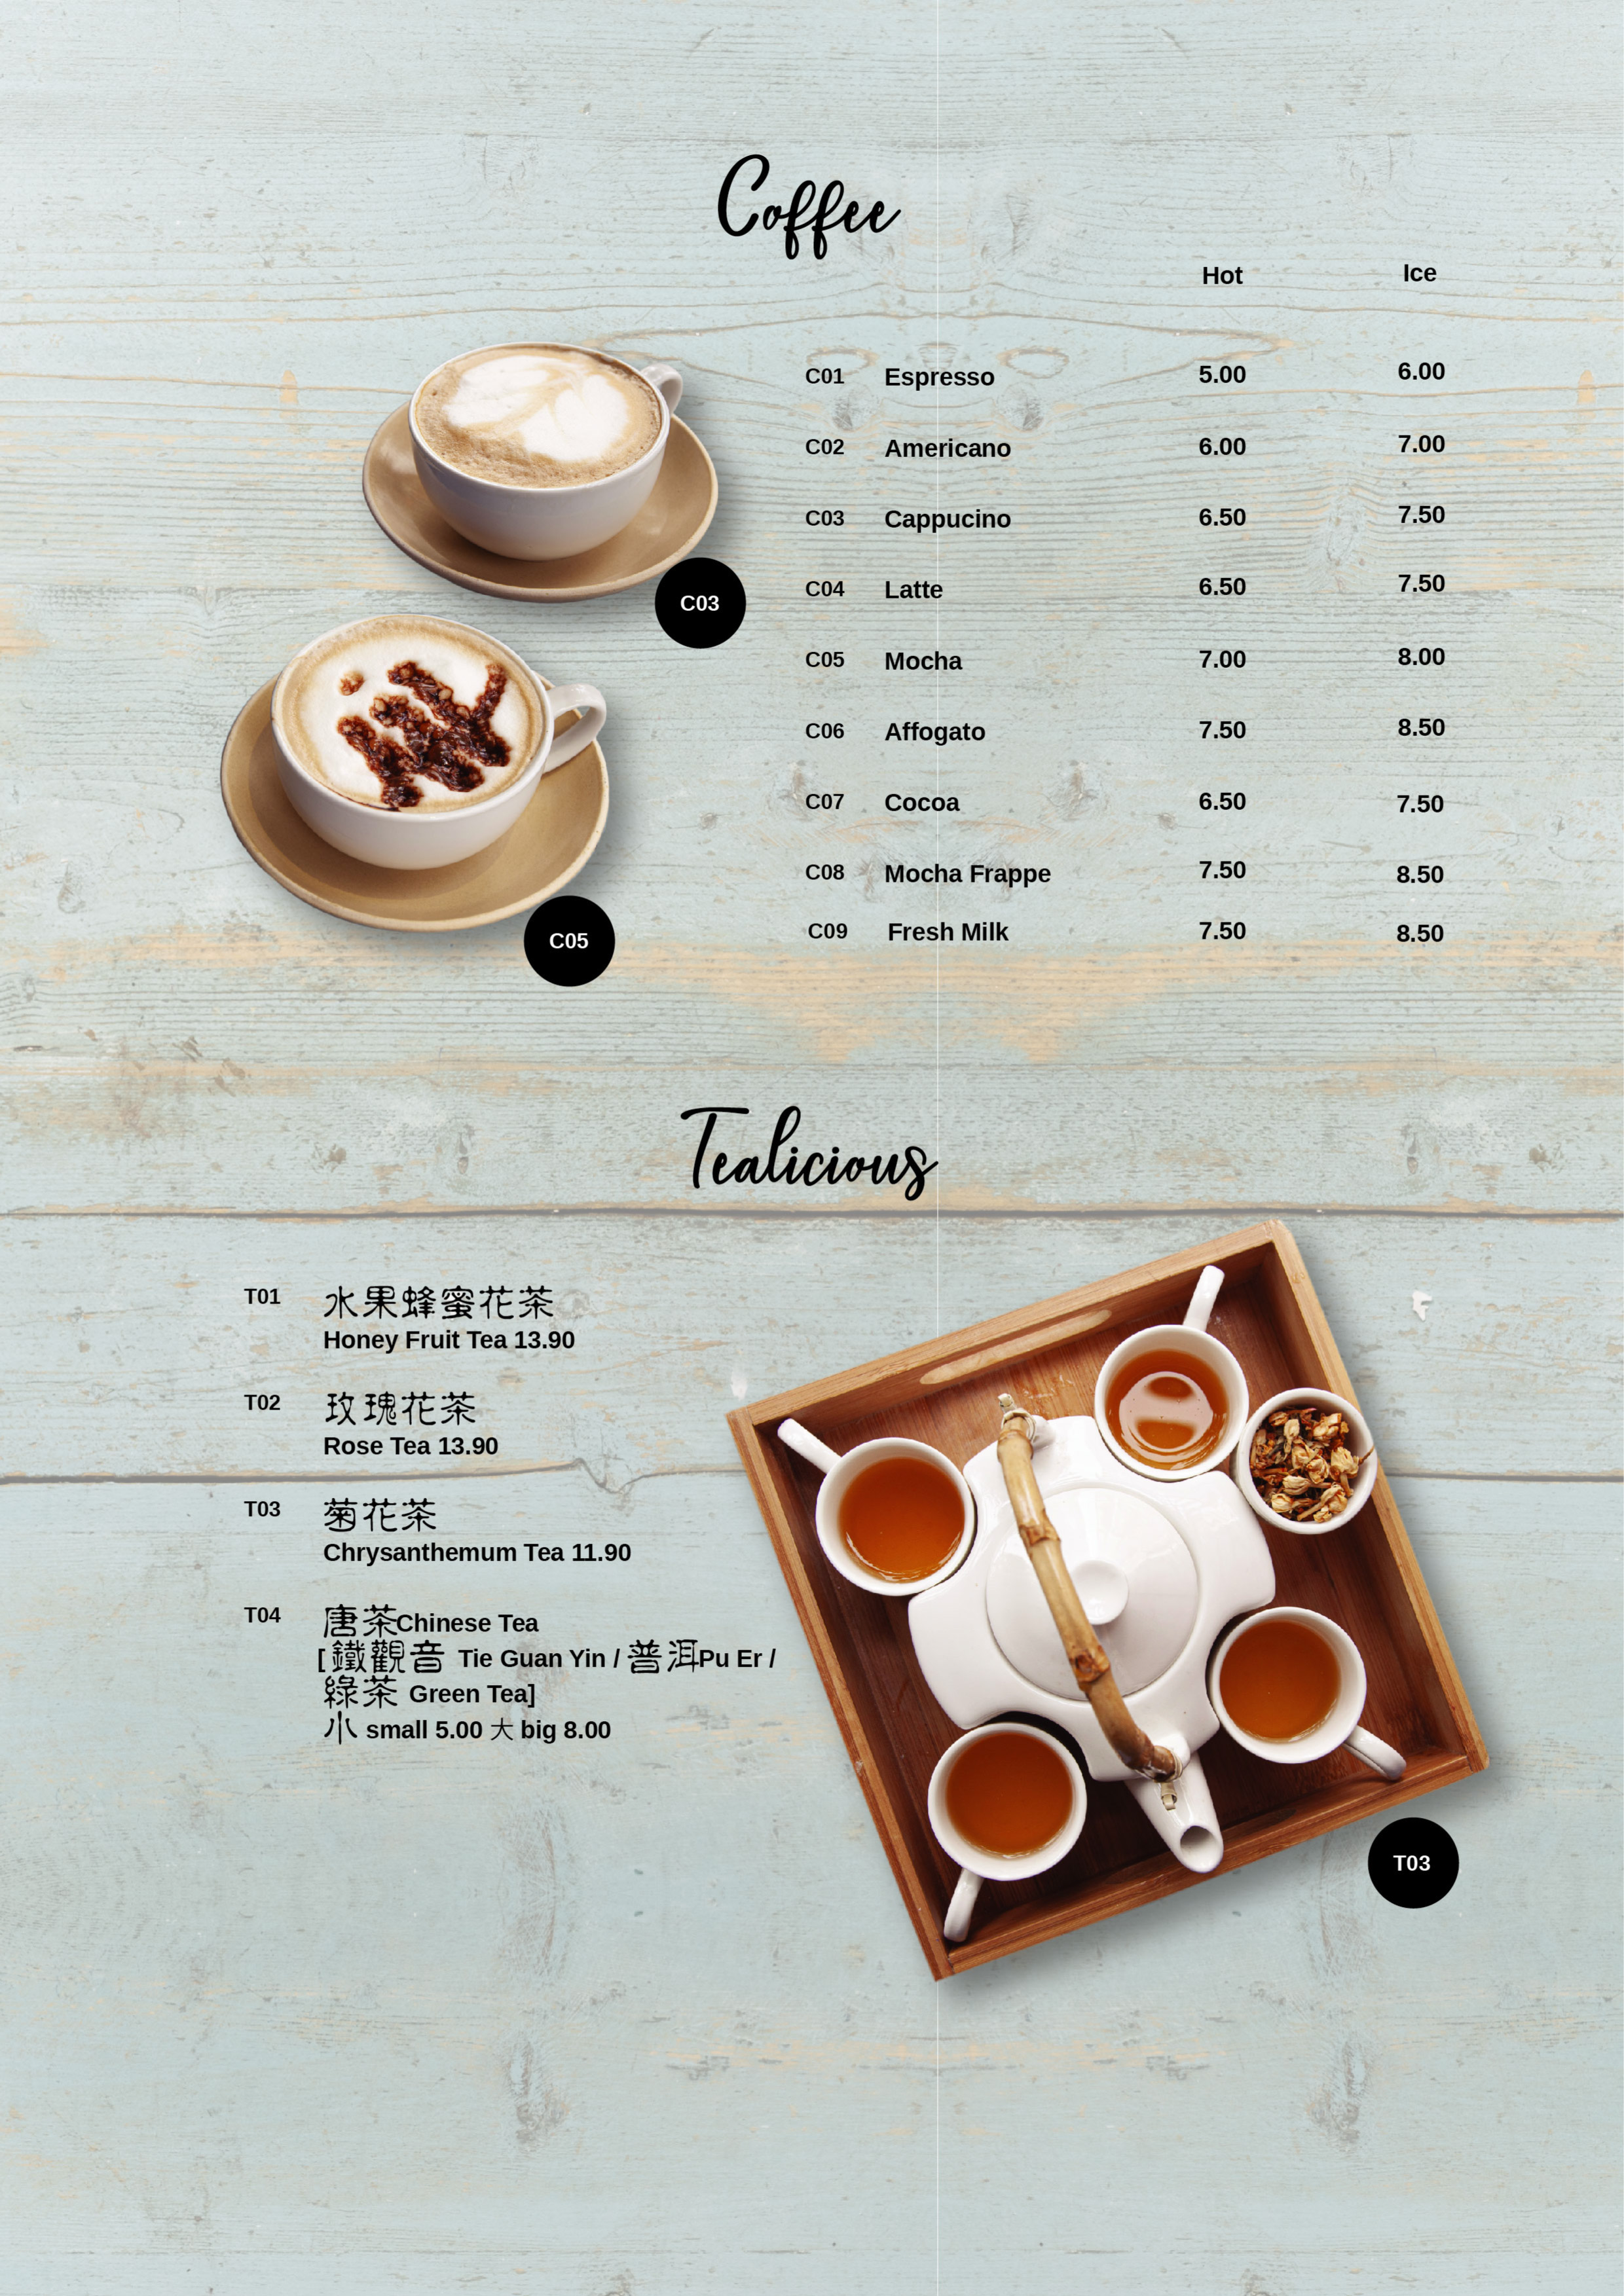 Coffee
Hot Ice
C01 Espresso 5.00 6.00
C02 Americano 6.00 7.00
C03 Cappucino 6.50 7.50
C04 Latte 6.50 7.50
C03
C05 Mocha 7.00 8.00
C06 Affogato 7.50 8.50
C07 Cocoa 6.50 7.50
C08 Mocha Frappe 7.50 8.50
C09 Fresh Milk 7.50 8.50
C05
Tealicious
T01 水果蜂蜜花茶
Honey Fruit Tea 13.90
T02 玫瑰花茶
Rose Tea 13.90
T03 菊花茶
Chrysanthemum Tea 11.90
T04 唐茶Chinese Tea
[鐵觀音 Tie Guan Yin / 普洱Pu Er /
綠茶 Green Tea]
小 small 5.00 大 big 8.00
T03